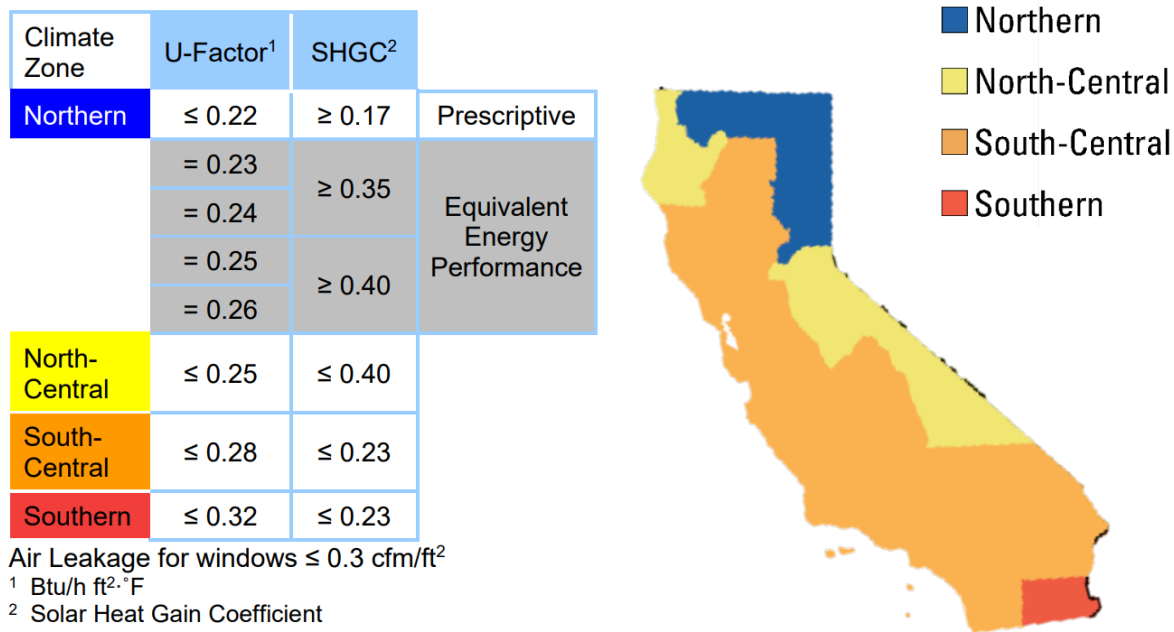 Climate Zone
U-Factor¹
SHGC²
Northern
≤ 0.22
≥ 0.17
Prescriptive
= 0.23
≥ 0.35
= 0.24
Equivalent Energy Performance
= 0.25
≥ 0.40
= 0.26
North-Central
≤ 0.25
≤ 0.40
South-Central
≤ 0.28
≤ 0.23
Southern
≤ 0.32
≤ 0.23
Air Leakage for windows ≤ 0.3 cfm/ft²
¹ Btu/h ft²·˚F
² Solar Heat Gain Coefficient
Northern
North-Central
South-Central
Southern